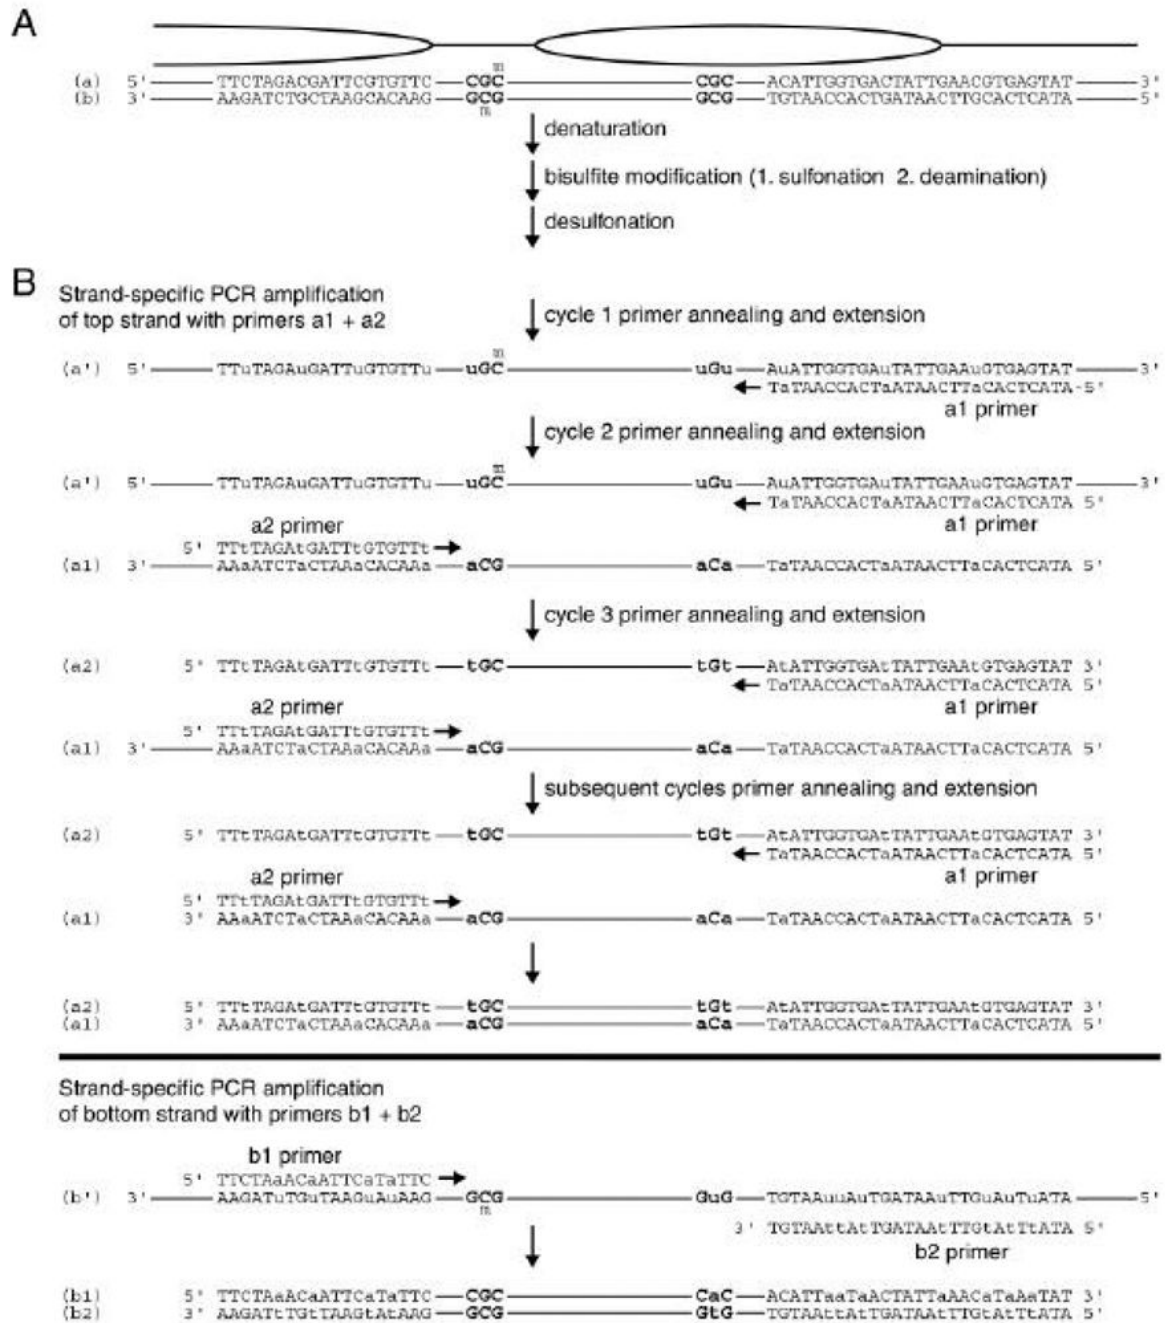 A
m
(a) 5' TTCTAGACGATTCGTGTTC CGC CGC ACATTGGTGACTATTGAACGTGAGTAT 3'
(b) 3' AAGATCTGCTAAGCACAAG GCG GCG TGTAACCACTGATAACTTGCACTCATA 5'
m
denaturation
bisulfite modification (1. sulfonation 2. deamination)
desulfonation
B
Strand-specific PCR amplification
of top strand with primers a1 + a2
cycle 1 primer annealing and extension
m
(a') 5' TTuTAGAuGATTuGTGTTu uGC uGu AuATTGGTGAuTATTGAAuGTGAGTAT 3'
TaTAACCACTaATAACTTaCACTCATA-5'
a1 primer
cycle 2 primer annealing and extension
m
(a') 5' TTuTAGAuGATTuGTGTTu uGC uGu AuATTGGTGAuTATTGAAuGTGAGTAT 3'
TaTAACCACTaATAACTTaCACTCATA 5'
a2 primer a1 primer
5' TTtTAGAtGATTtGTGTTt
(a1) 3' AAaATCTaCTAAaCACAAa aCG aCa TaTAACCACTaATAACTTaCACTCATA 5'
cycle 3 primer annealing and extension
(a2) 5' TTtTAGAtGATTtGTGTTt tGC tGt AtATTGGTGAtTATTGAAtGTGAGTAT 3'
TaTAACCACTaATAACTTaCACTCATA 5'
a2 primer a1 primer
5' TTtTAGAtGATTtGTGTTt
(a1) 3' AAaATCTaCTAAaCACAAa aCG aCa TaTAACCACTaATAACTTaCACTCATA 5'
subsequent cycles primer annealing and extension
(a2) 5' TTtTAGAtGATTtGTGTTt tGC tGt AtATTGGTGAtTATTGAAtGTGAGTAT 3'
TaTAACCACTaATAACTTaCACTCATA 5'
a2 primer a1 primer
5' TTtTAGAtGATTtGTGTTt
(a1) 3' AAaATCTaCTAAaCACAAa aCG aCa TaTAACCACTaATAACTTaCACTCATA 5'
(a2) 5' TTtTAGAtGATTtGTGTTt tGC tGt AtATTGGTGAtTATTGAAtGTGAGTAT 3'
(a1) 3' AAaATCTaCTAAaCACAAa aCG aCa TaTAACCACTaATAACTTaCACTCATA 5'
Strand-specific PCR amplification
of bottom strand with primers b1 + b2
b1 primer
5' TTCTAaACaATTCaTaTTC
(b') 3' AAGATuTGuTAAGuAuAAG GCG GuG TGTAAuuAuTGATAAuTTGuAuTuATA 5'
m
3' TGTAAttAtTGATAAtTTGtAtTtATA 5'
b2 primer
(b1) 5' TTCTAaACaATTCaTaTTC CGC CaC ACATTaaTaACTATTaAACaTaAaTAT 3'
(b2) 3' AAGATtTGtTAAGtAtAAG GCG GtG TGTAAttAtTGATAAtTTGtAtTtATA 5'